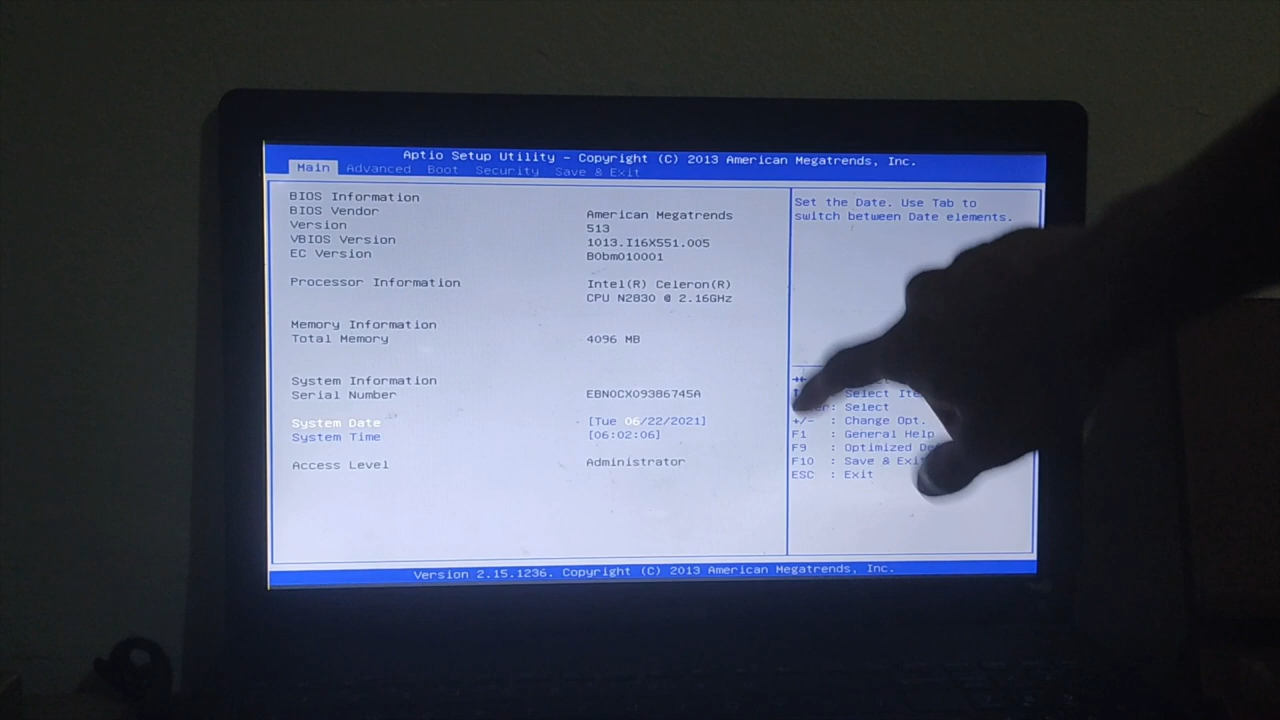 Aptio Setup Utility – Copyright (C) 2013 American Megatrends, Inc.
Main Advanced Boot Security Save & Exit
BIOS Information
BIOS Vendor American Megatrends
Version 513
VBIOS Version 1013.I16X551.005
EC Version B0bm010001
Processor Information Intel(R) Celeron(R)
CPU N2830 @ 2.16GHz
Memory Information
Total Memory 4096 MB
System Information
Serial Number EBN0CX09386745A
System Date [Tue 06/22/2021]
System Time [06:02:06]
Access Level Administrator
Set the Date. Use Tab to
switch between Date elements.
Select
: Select
+/- : Change Opt.
F1 : General Help
F9 : Optimized
F10 : Save & Exit
ESC : Exit
Version 2.15.1236. Copyright (C) 2013 American Megatrends, Inc.